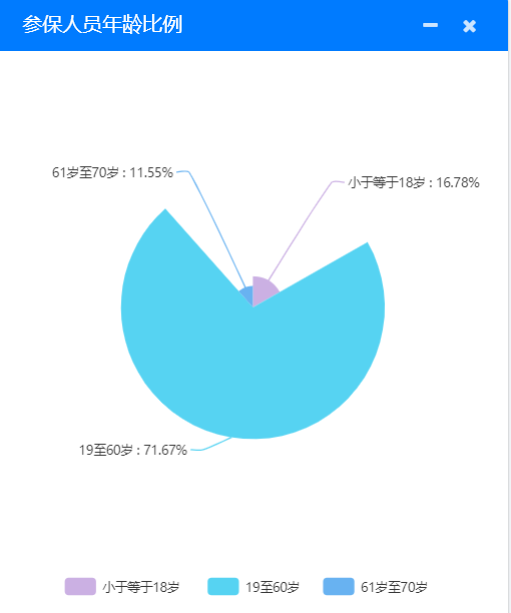 参保人员年龄比例
61岁至70岁 : 11.55%
小于等于18岁 : 16.78%
19至60岁 : 71.67%
小于等于18岁
19至60岁
61岁至70岁